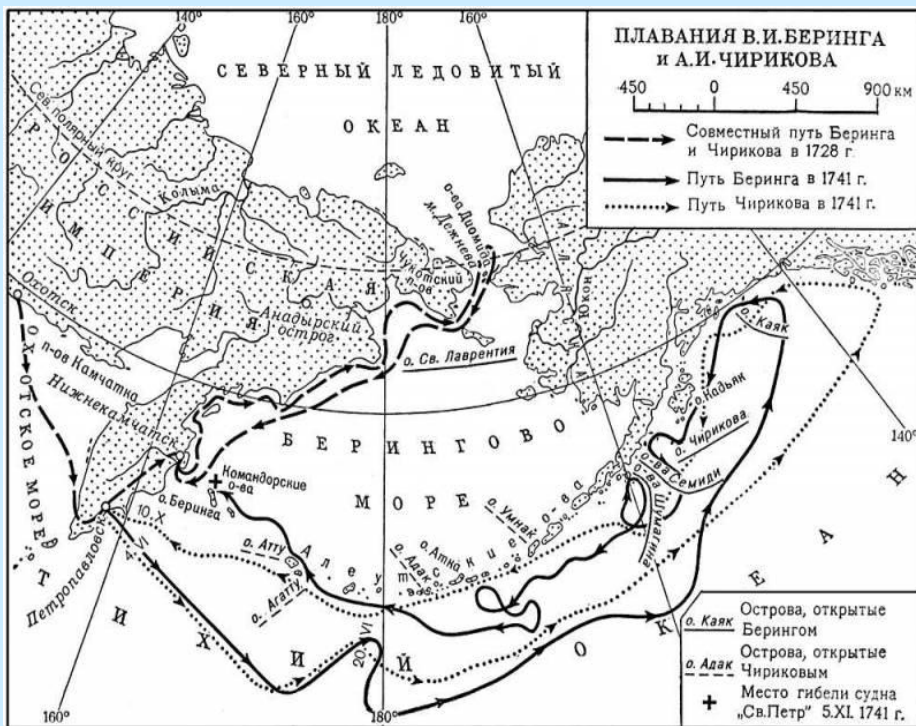 140°
160°
180°
160°
ПЛАВАНИЯ В.И.БЕРИНГА
и А.И.ЧИРИКОВА
450 0 450 900 км
Совместный путь Беринга
и Чирикова в 1728 г.
Путь Беринга в 1741 г.
Путь Чирикова в 1741 г.
СЕВЕРНЫЙ ЛЕДОВИТЫЙ
ОКЕАН
Сев. полярный круг
РОССИЙСКАЯ
ИМПЕРИЯ
Колыма
о-ва Диомида
м. Дежнева
Чукотский
п-ов
АЛЯСКА
Юкон
Анадырский
острог
Охотск
ОХОТСКОЕ МОРЕ
п-ов Камчатка
Нижнекамчатск
о. Св. Лаврентия
о. Каяк
о. Кадьяк
о. Чирикова
о-ва Семиди
о-ва Шумагина
БЕРИНГОВО
МОРЕ
Командорские
о-ва
о. Беринга
10.X
4.VI
Петропавловск
о. Атту
о. Агатту
Алеутские о-ва
о. Адак
о. Атка
о. Умнак
20.VI
140°
ТИХИЙ ОКЕАН
160°
180°
о. Каяк Острова, открытые
Берингом
о. Адак Острова, открытые
Чириковым
Место гибели судна
„Св.Петр" 5.XI. 1741 г.